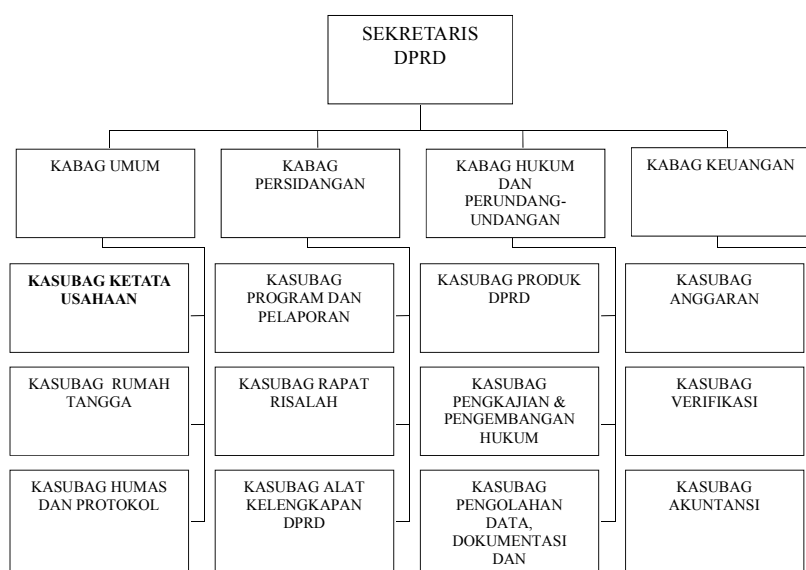 SEKRETARIS
DPRD
KABAG UMUM
KABAG
PERSIDANGAN
KABAG HUKUM
DAN
PERUNDANG-
UNDANGAN
KABAG KEUANGAN
KASUBAG KETATA
USAHAAN
KASUBAG
PROGRAM DAN
PELAPORAN
KASUBAG PRODUK
DPRD
KASUBAG
ANGGARAN
KASUBAG RUMAH
TANGGA
KASUBAG RAPAT
RISALAH
KASUBAG
PENGKAJIAN &
PENGEMBANGAN
HUKUM
KASUBAG
VERIFIKASI
KASUBAG HUMAS
DAN PROTOKOL
KASUBAG ALAT
KELENGKAPAN
DPRD
KASUBAG
PENGOLAHAN
DATA,
DOKUMENTASI
DAN
KASUBAG
AKUNTANSI